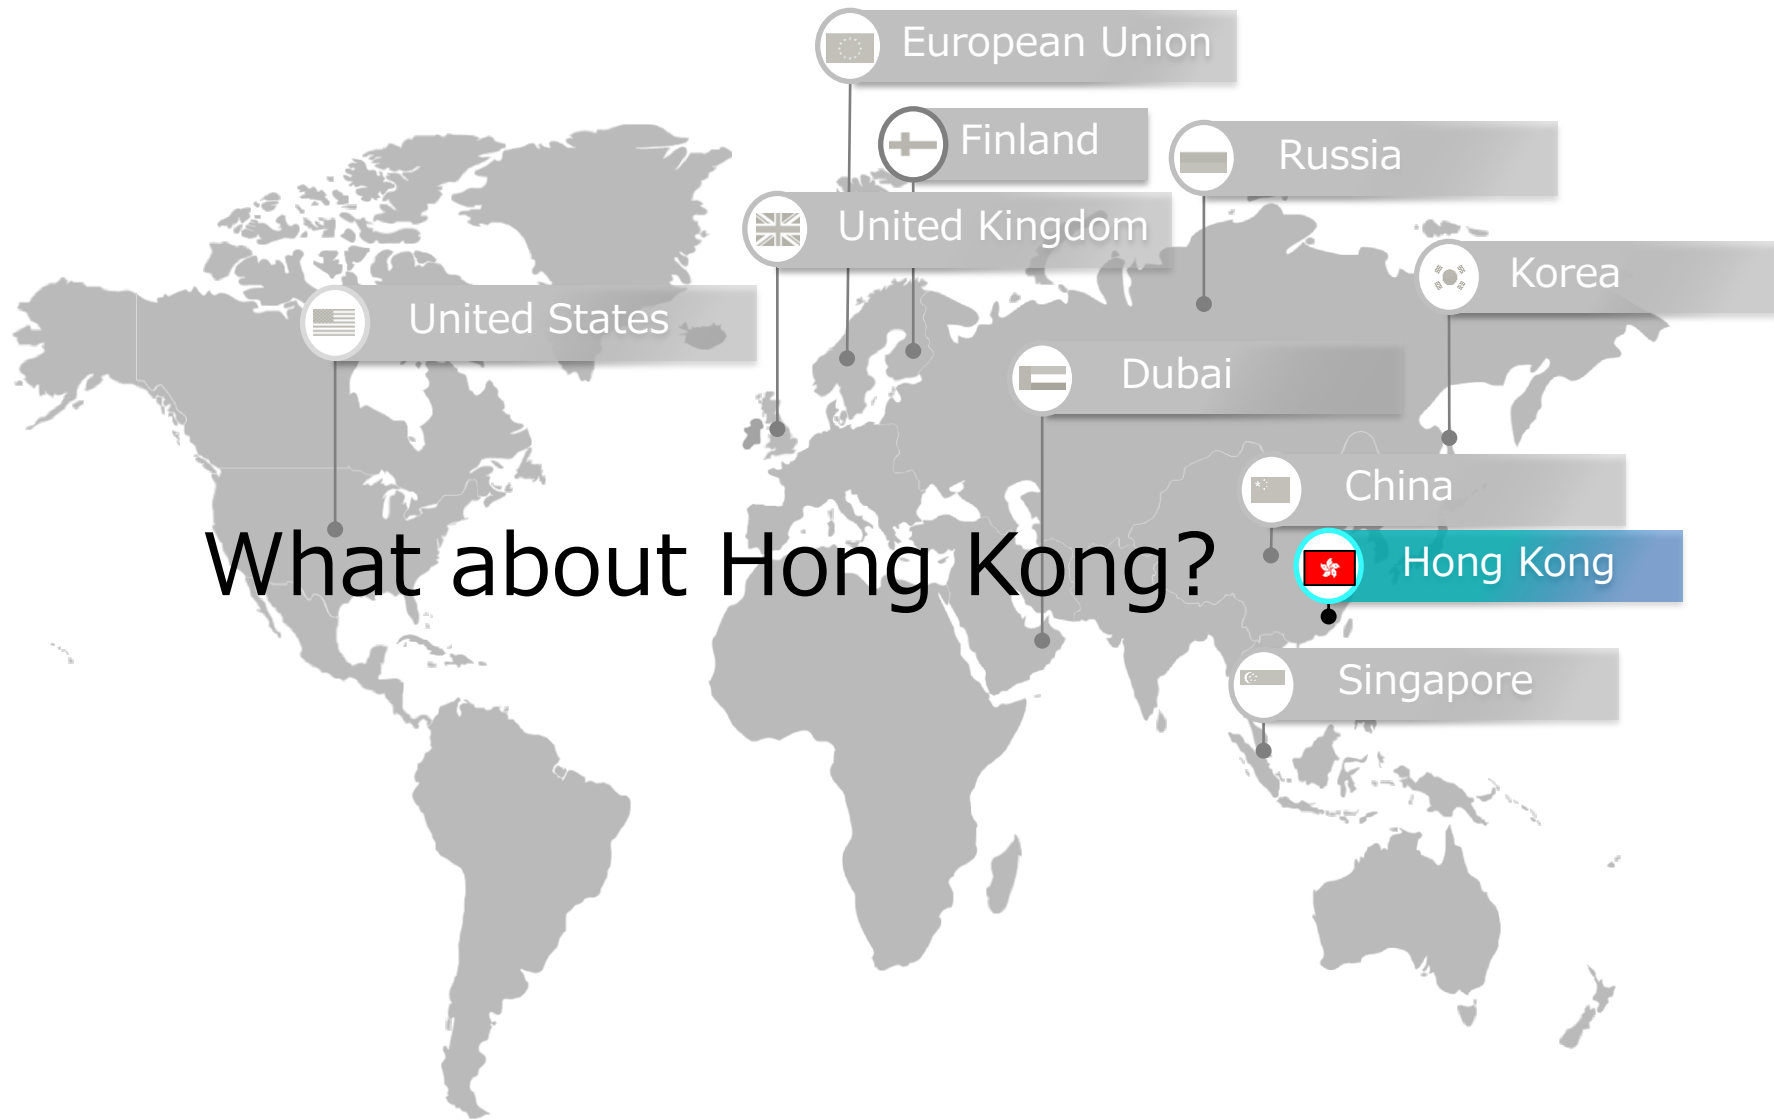 European Union
Finland
Russia
United Kingdom
Korea
United States
Dubai
China
What about Hong Kong?
Hong Kong
Singapore